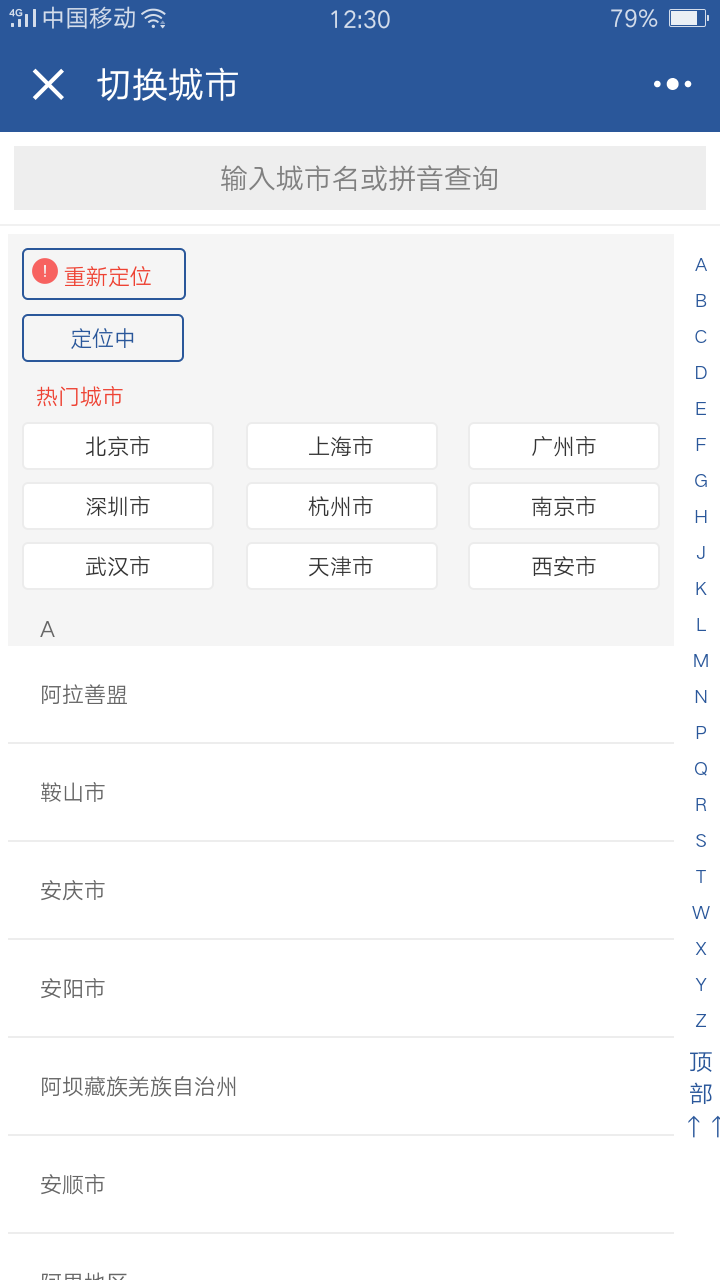 4G 中国移动 12:30 79%
切换城市
输入城市名或拼音查询
! 重新定位
定位中
热门城市
北京市 上海市 广州市
深圳市 杭州市 南京市
武汉市 天津市 西安市
A
阿拉善盟
鞍山市
安庆市
安阳市
阿坝藏族羌族自治州
安顺市
阿里地区
A
B
C
D
E
F
G
H
J
K
L
M
N
P
Q
R
S
T
W
X
Y
Z
顶
部
↑↑